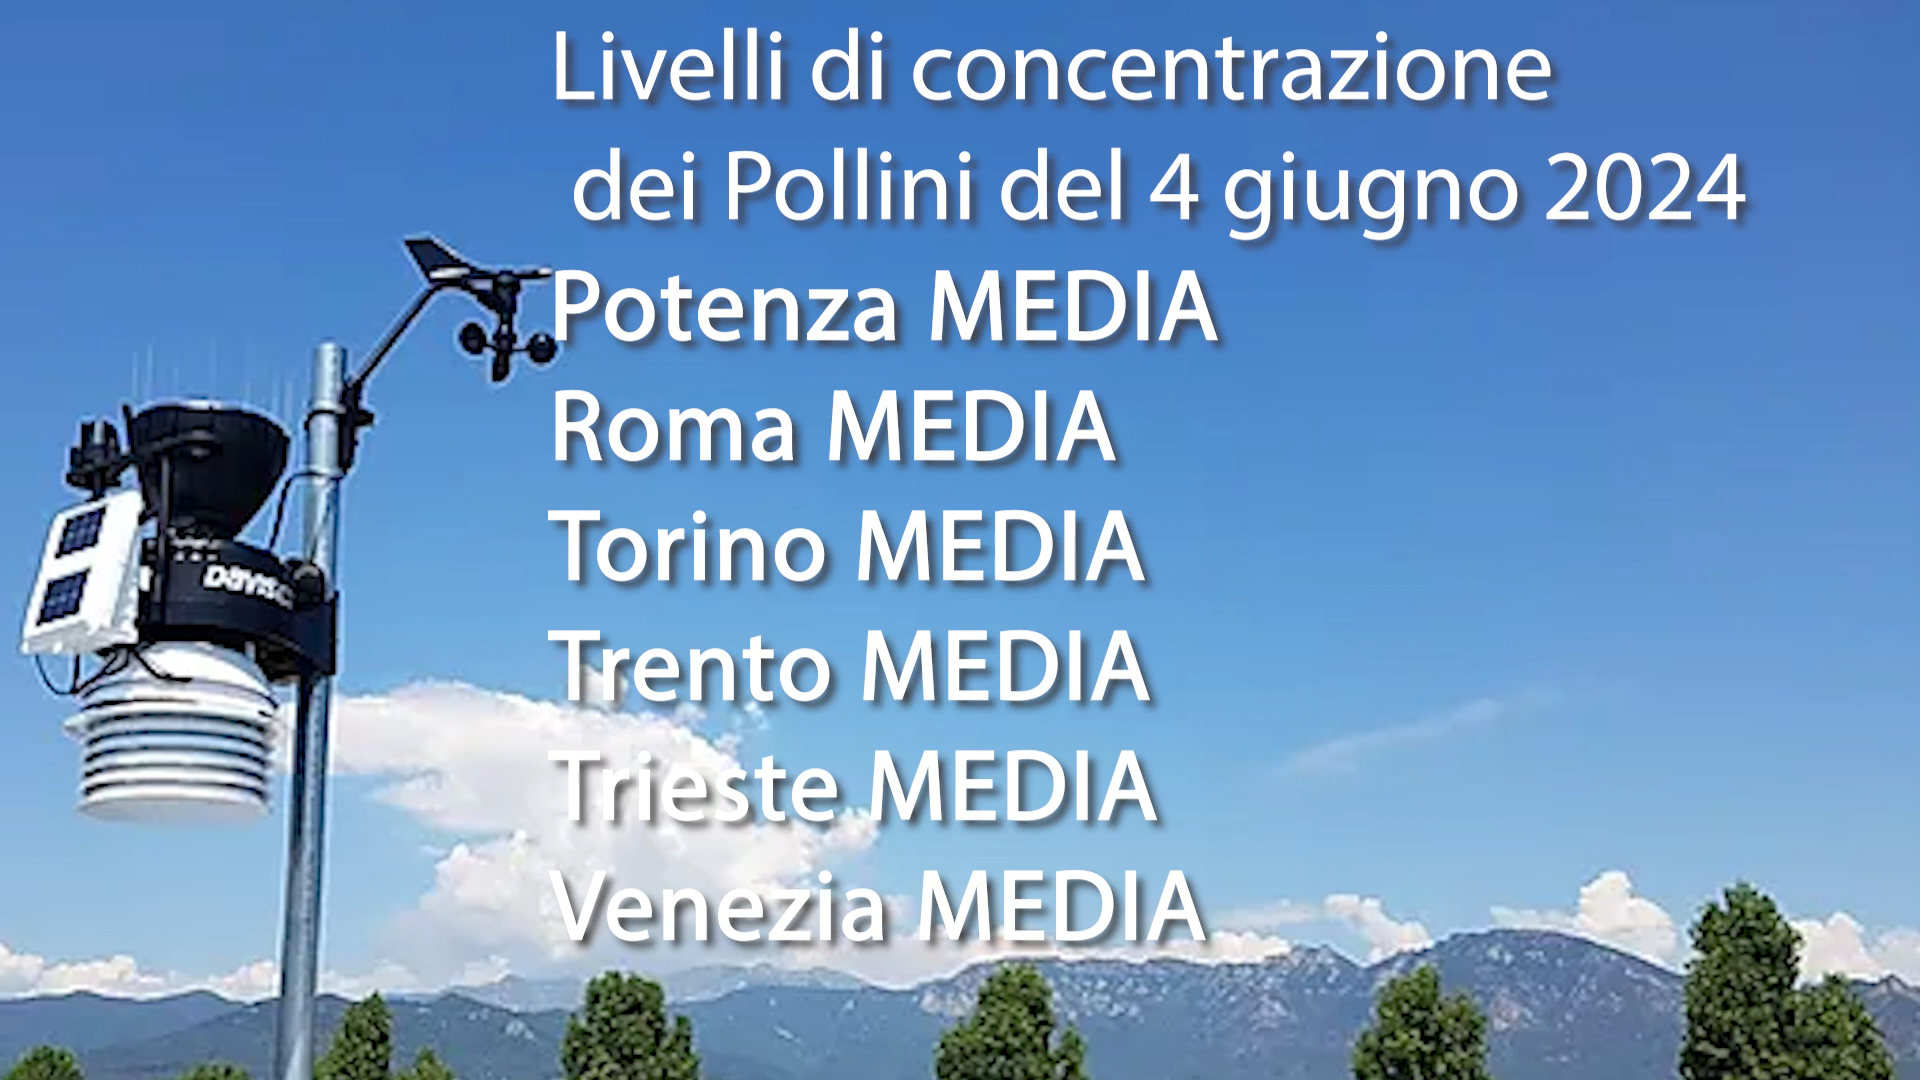 Livelli di concentrazione
dei Pollini del 4 giugno 2024
Potenza MEDIA
Roma MEDIA
Torino MEDIA
Trento MEDIA
Trieste MEDIA
Venezia MEDIA